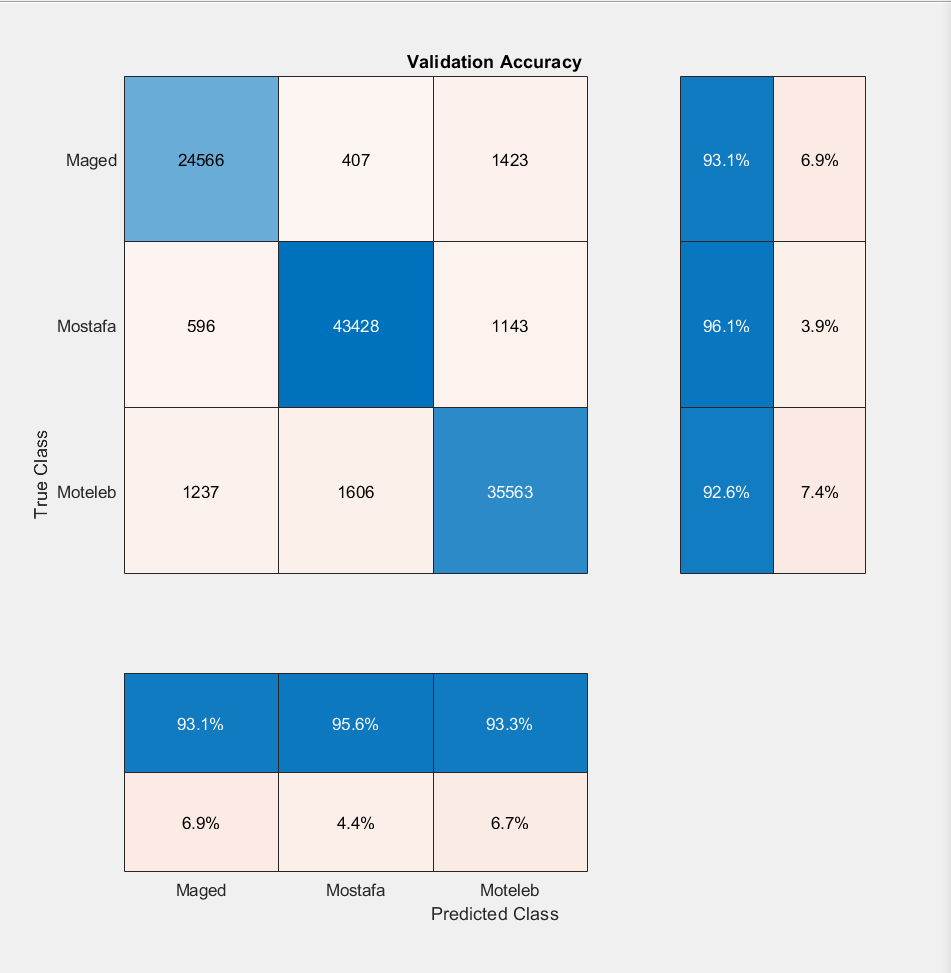 Validation Accuracy
Maged 24566 407 1423 93.1% 6.9%
Mostafa 596 43428 1143 96.1% 3.9%
True Class
Moteleb 1237 1606 35563 92.6% 7.4%
93.1% 95.6% 93.3%
6.9% 4.4% 6.7%
Maged Mostafa Moteleb
Predicted Class